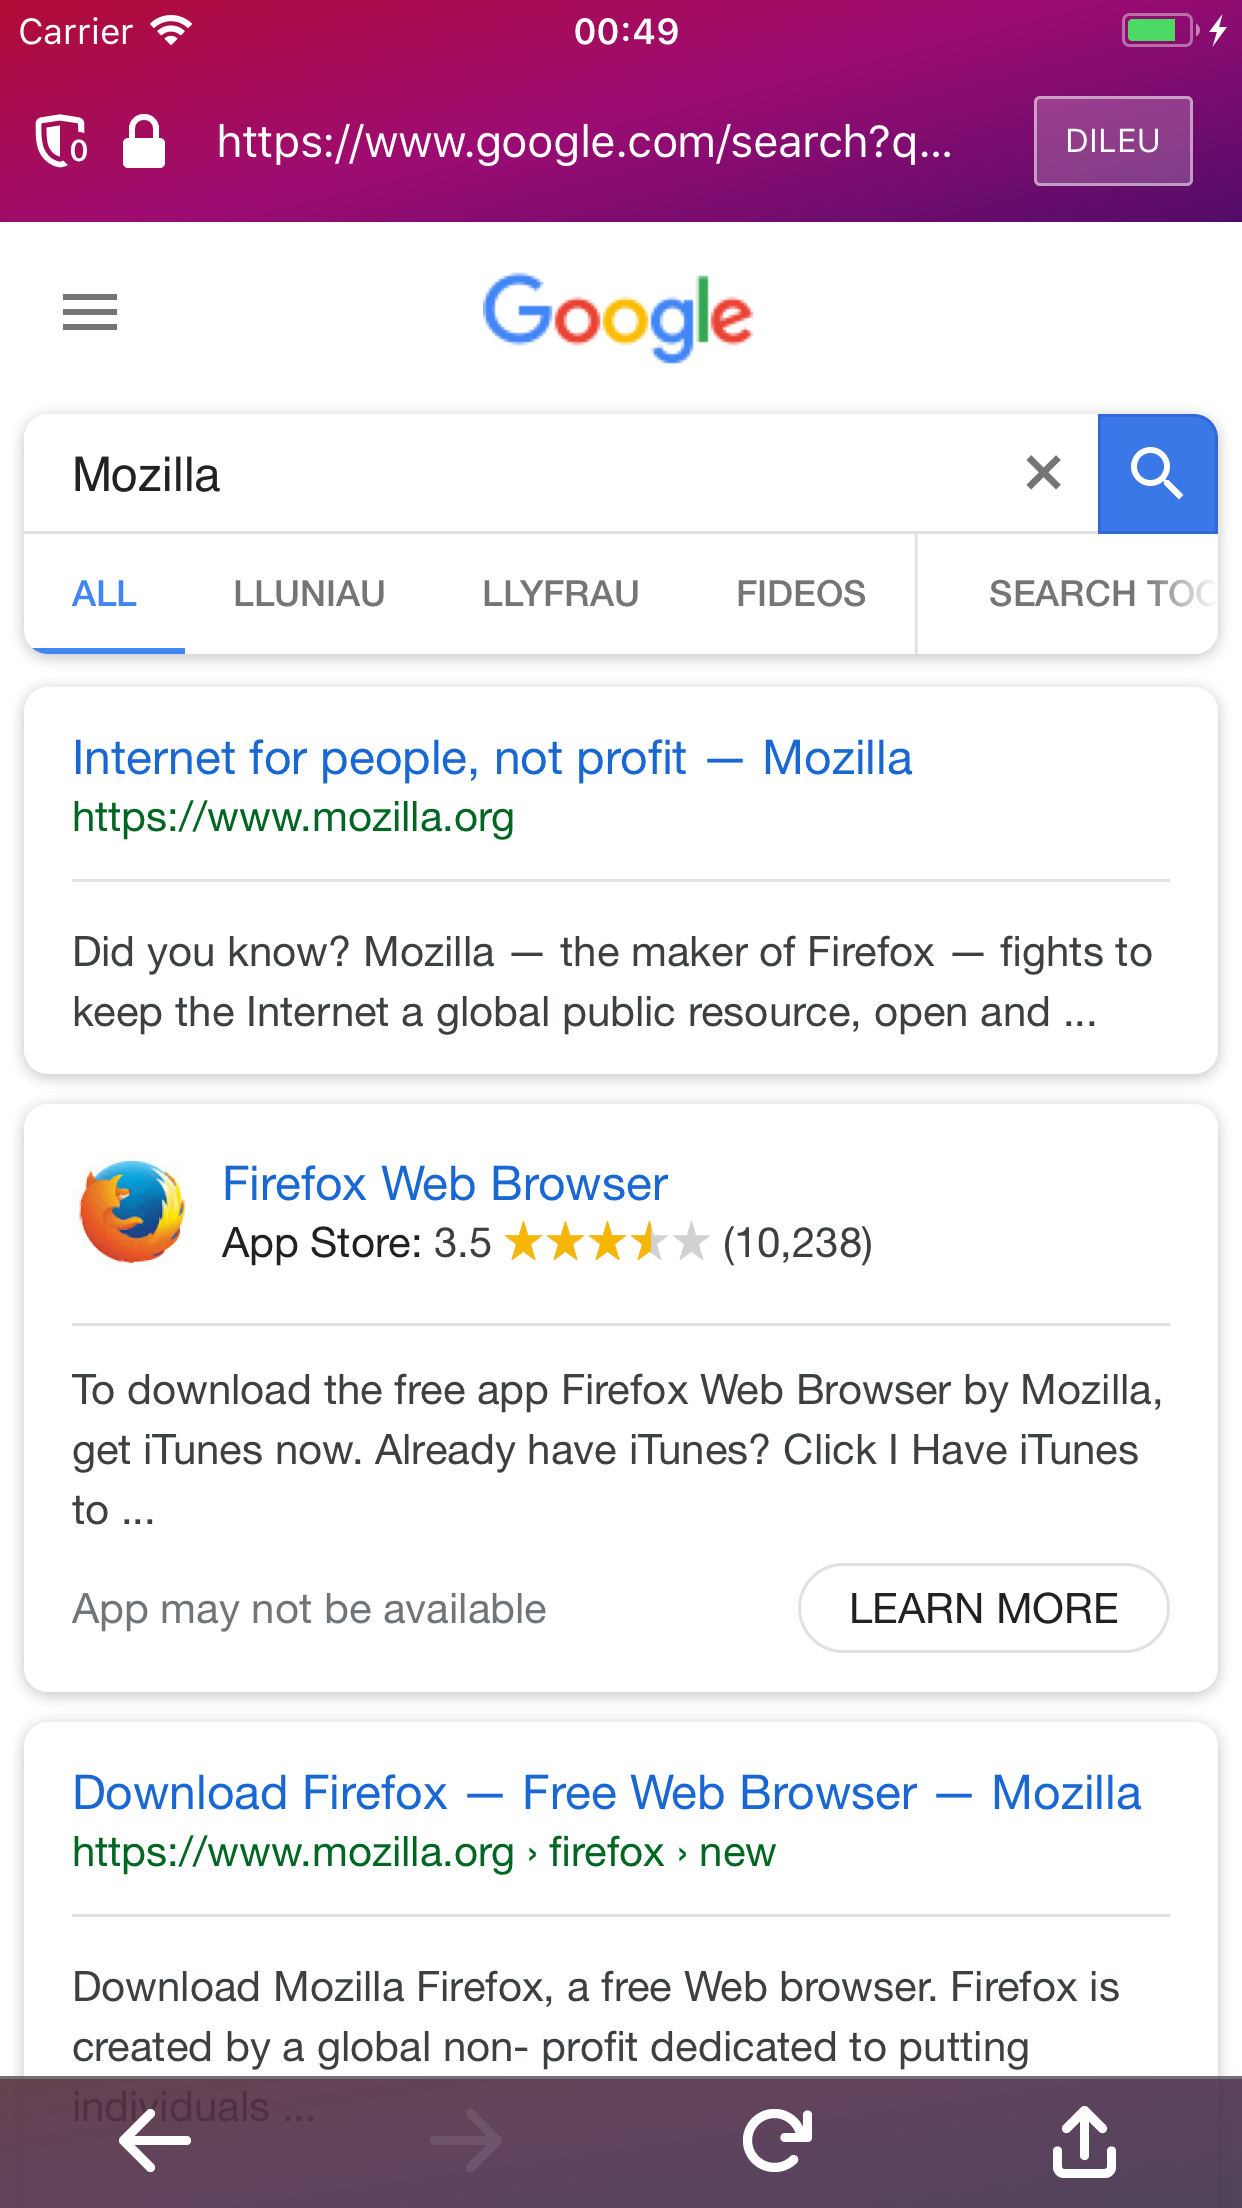 Carrier 00:49
0 https://www.google.com/search?q... DILEU
Google
Mozilla
ALL LLUNIAU LLYFRAU FIDEOS SEARCH TOO
Internet for people, not profit — Mozilla
https://www.mozilla.org
Did you know? Mozilla — the maker of Firefox — fights to
keep the Internet a global public resource, open and ...
Firefox Web Browser
App Store: 3.5 (10,238)
To download the free app Firefox Web Browser by Mozilla,
get iTunes now. Already have iTunes? Click I Have iTunes
to ...
App may not be available LEARN MORE
Download Firefox — Free Web Browser — Mozilla
https://www.mozilla.org › firefox › new
Download Mozilla Firefox, a free Web browser. Firefox is
created by a global non- profit dedicated to putting
individuals ...